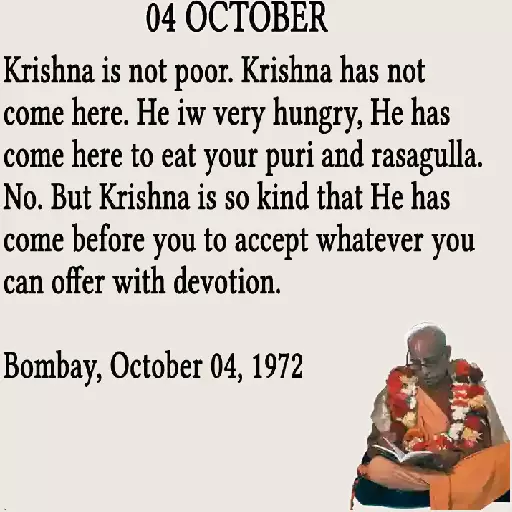 04 OCTOBER
Krishna is not poor. Krishna has not
come here. He iw very hungry, He has
come here to eat your puri and rasagulla.
No. But Krishna is so kind that He has
come before you to accept whatever you
can offer with devotion.
Bombay, October 04, 1972